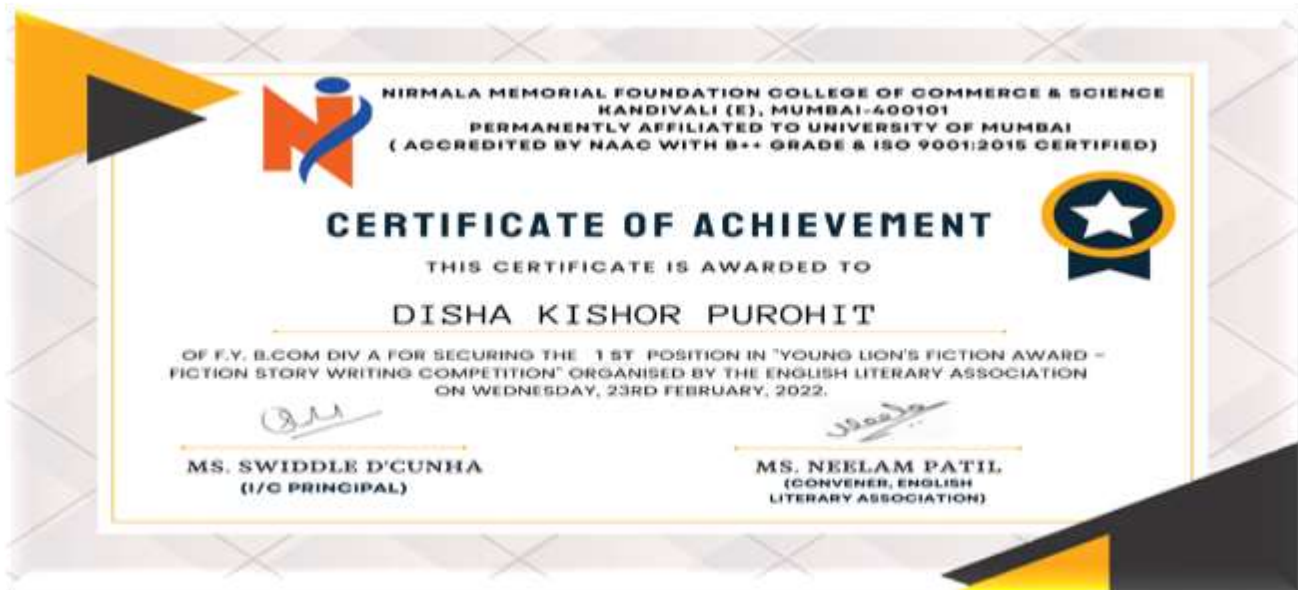 NIRMALA MEMORIAL FOUNDATION COLLEGE OF COMMERCE & SCIENCE
KANDIVALI (E), MUMBAI-400101
PERMANENTLY AFFILIATED TO UNIVERSITY OF MUMBAI
( ACCREDITED BY NAAC WITH B++ GRADE & ISO 9001:2015 CERTIFIED)
CERTIFICATE OF ACHIEVEMENT
THIS CERTIFICATE IS AWARDED TO
DISHA KISHOR PUROHIT
OF F.Y. B.COM DIV A FOR SECURING THE 1 ST POSITION IN "YOUNG LION'S FICTION AWARD –
FICTION STORY WRITING COMPETITION" ORGANISED BY THE ENGLISH LITERARY ASSOCIATION
ON WEDNESDAY, 23RD FEBRUARY, 2022.
MS. SWIDDLE D'CUNHA
(I/C PRINCIPAL)
MS. NEELAM PATIL
(CONVENER, ENGLISH
LITERARY ASSOCIATION)